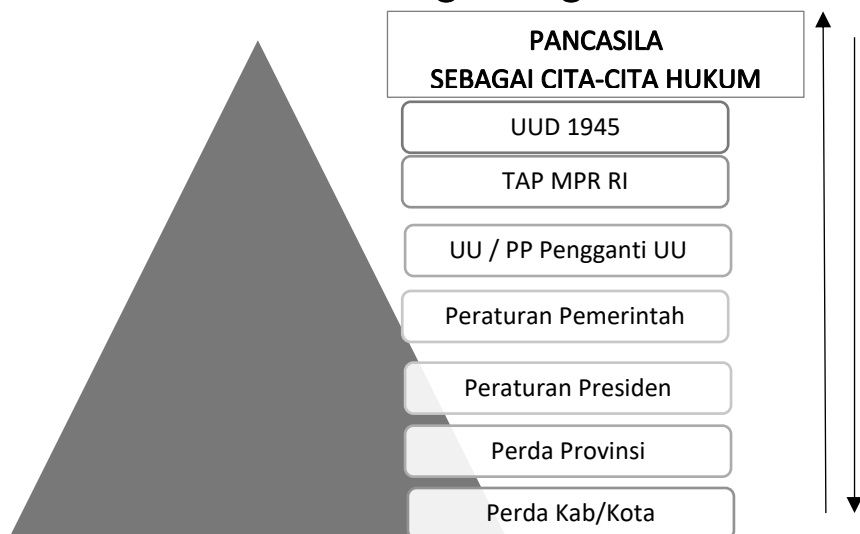 PANCASILA
SEBAGAI CITA-CITA HUKUM
UUD 1945
TAP MPR RI
UU / PP Pengganti UU
Peraturan Pemerintah
Peraturan Presiden
Perda Provinsi
Perda Kab/Kota